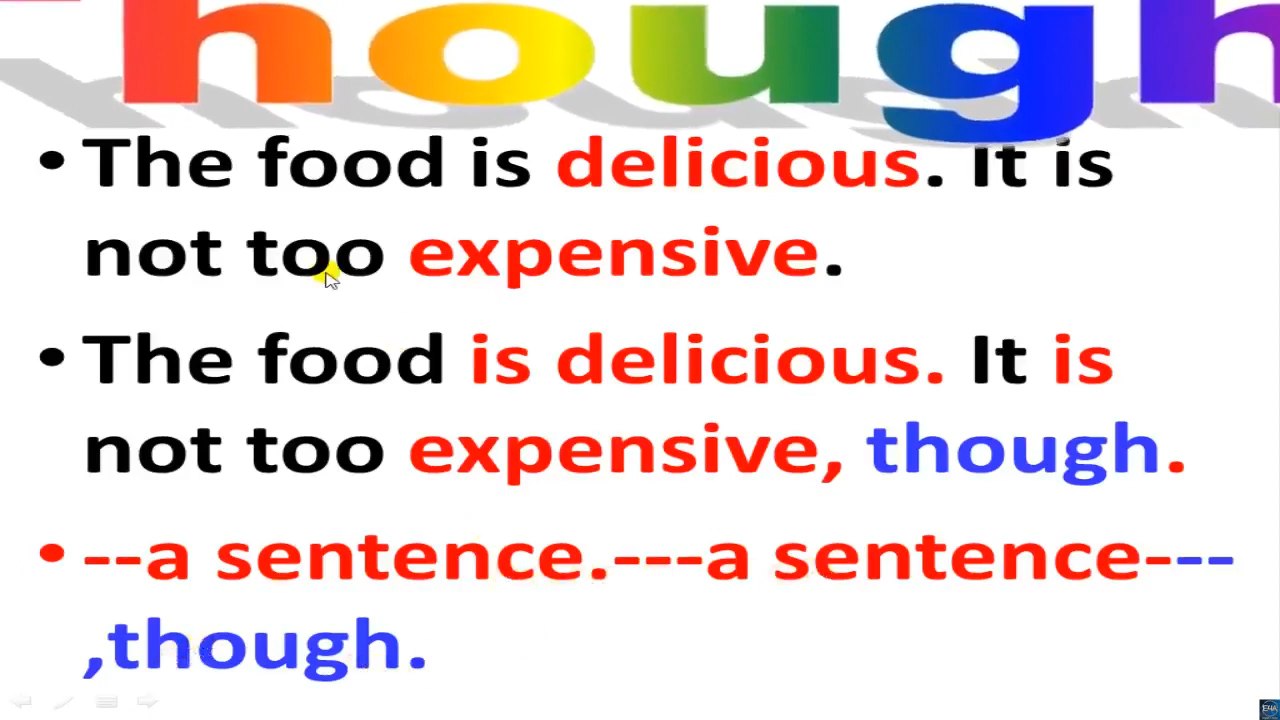 Though
• The food is delicious. It is
not too expensive.
• The food is delicious. It is
not too expensive, though.
• --a sentence.---a sentence---
,though.